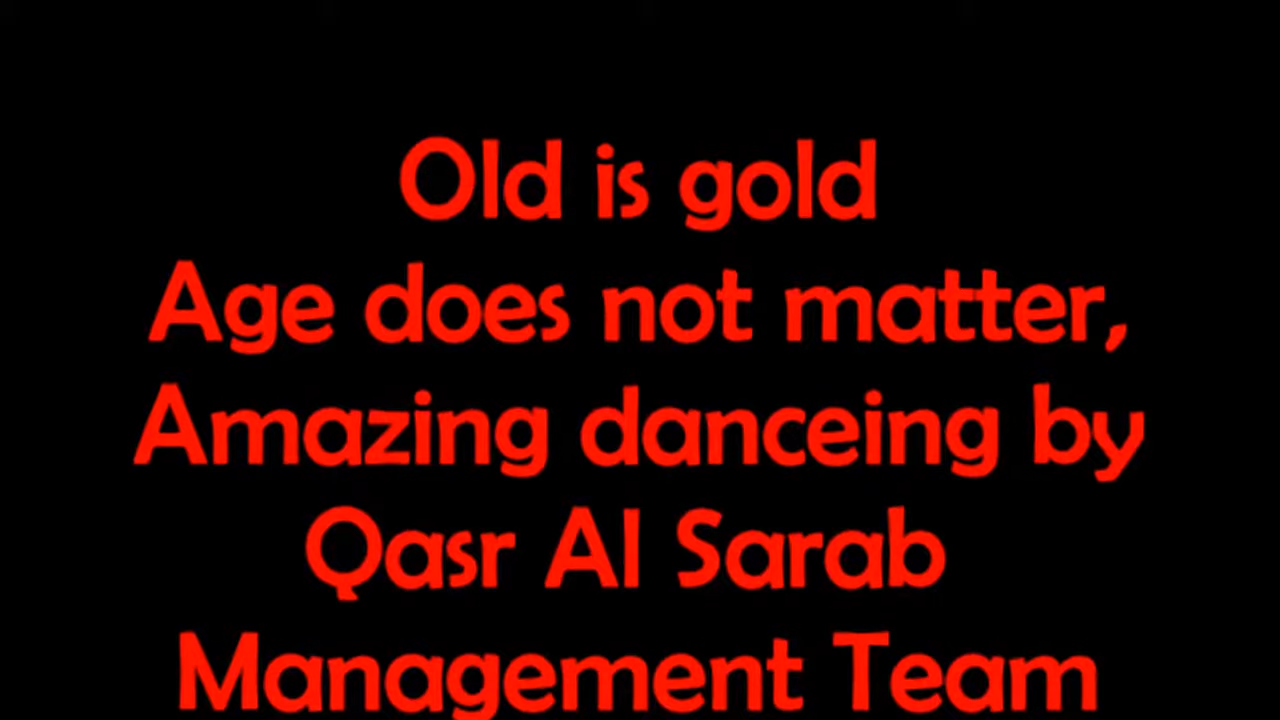 Old is gold
Age does not matter,
Amazing danceing by
Qasr Al Sarab
Management Team